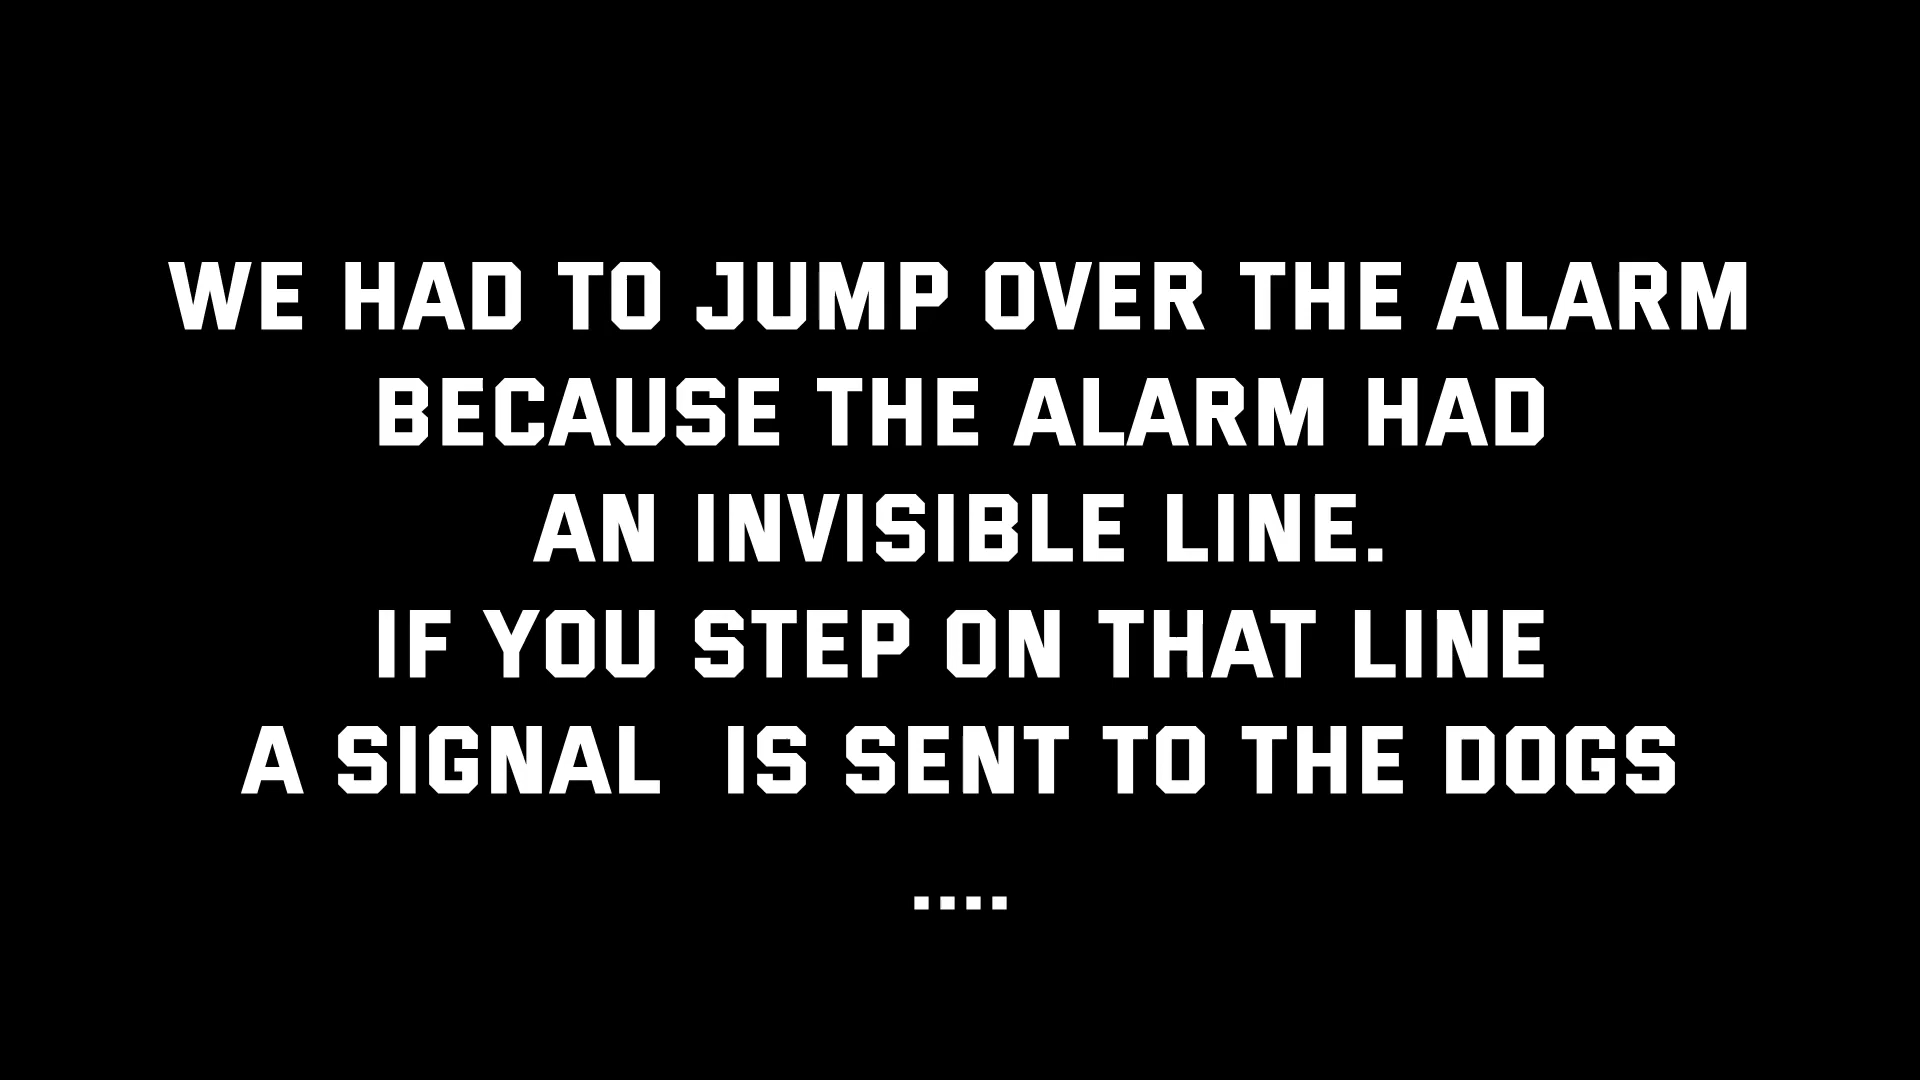 WE HAD TO JUMP OVER THE ALARM
BECAUSE THE ALARM HAD
AN INVISIBLE LINE.
IF YOU STEP ON THAT LINE
A SIGNAL  IS SENT TO THE DOGS
....